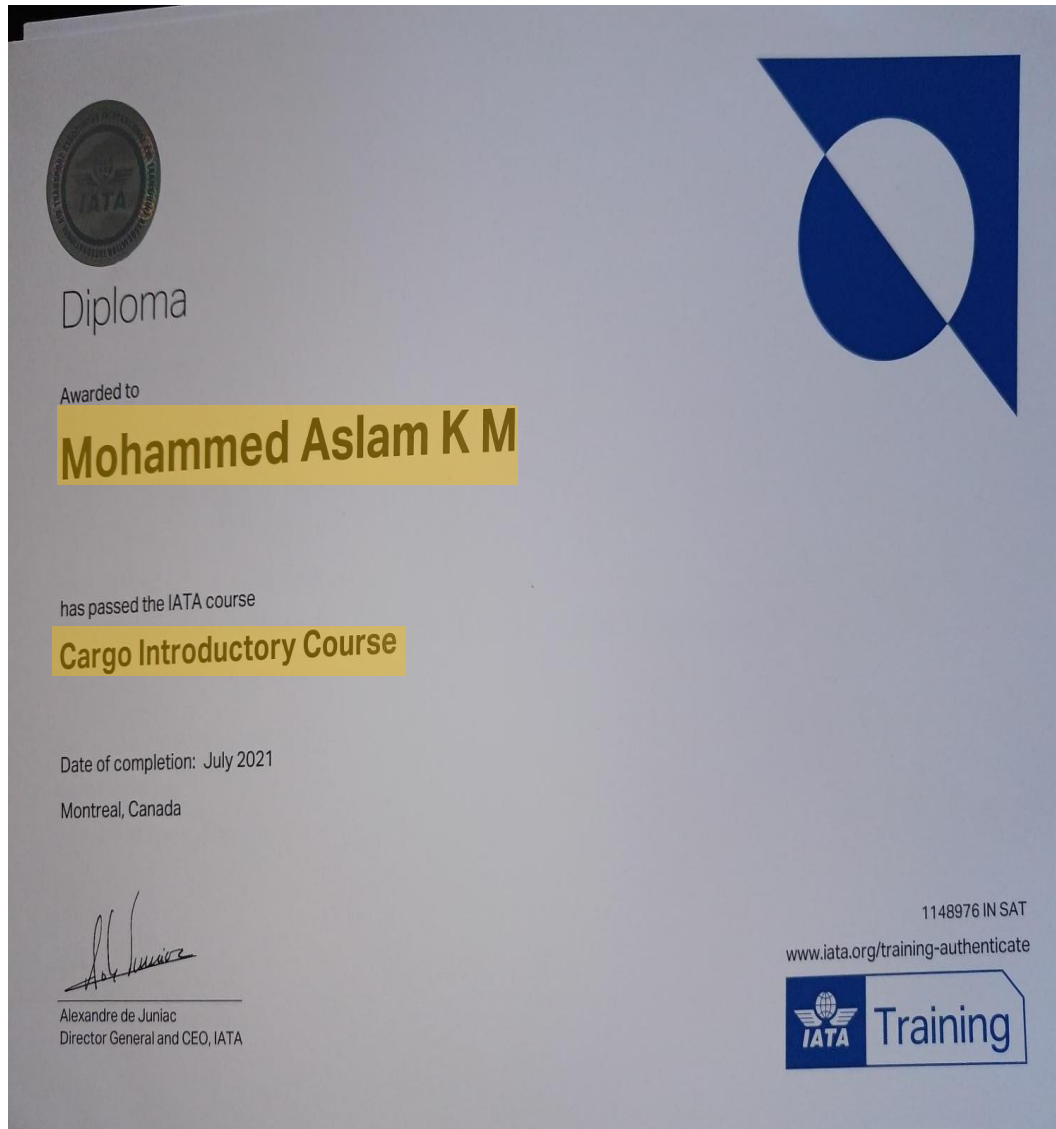 IATA
Diploma
Awarded to
Mohammed Aslam K M
has passed the IATA course
Cargo Introductory Course
Date of completion: July 2021
Montreal, Canada
Alexandre de Juniac
Director General and CEO, IATA
1148976 IN SAT
www.iata.org/training-authenticate
IATA Training